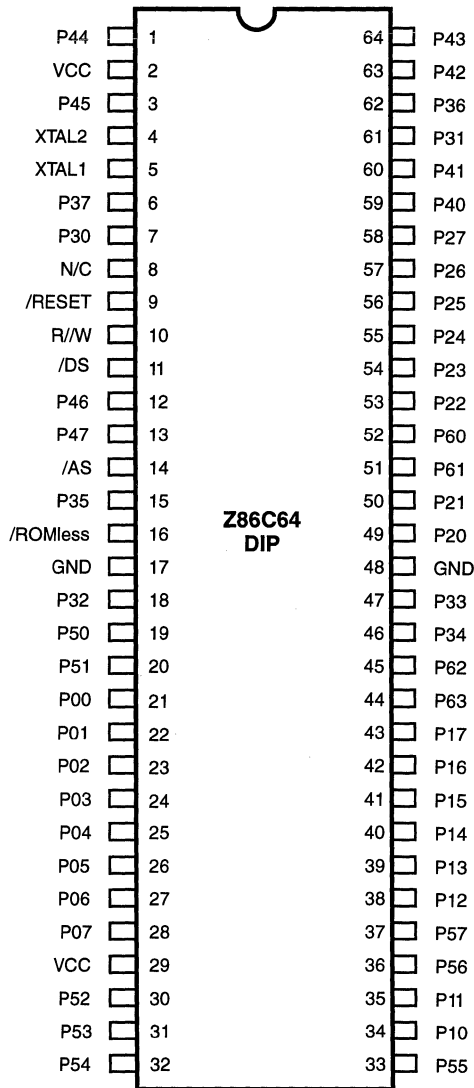 P44 1 64 P43
VCC 2 63 P42
P45 3 62 P36
XTAL2 4 61 P31
XTAL1 5 60 P41
P37 6 59 P40
P30 7 58 P27
N/C 8 57 P26
/RESET 9 56 P25
R//W 10 55 P24
/DS 11 54 P23
P46 12 53 P22
P47 13 52 P60
/AS 14 51 P61
P35 15 50 P21
Z86C64
/ROMless 16 49 P20
DIP
GND 17 48 GND
P32 18 47 P33
P50 19 46 P34
P51 20 45 P62
P00 21 44 P63
P01 22 43 P17
P02 23 42 P16
P03 24 41 P15
P04 25 40 P14
P05 26 39 P13
P06 27 38 P12
P07 28 37 P57
VCC 29 36 P56
P52 30 35 P11
P53 31 34 P10
P54 32 33 P55